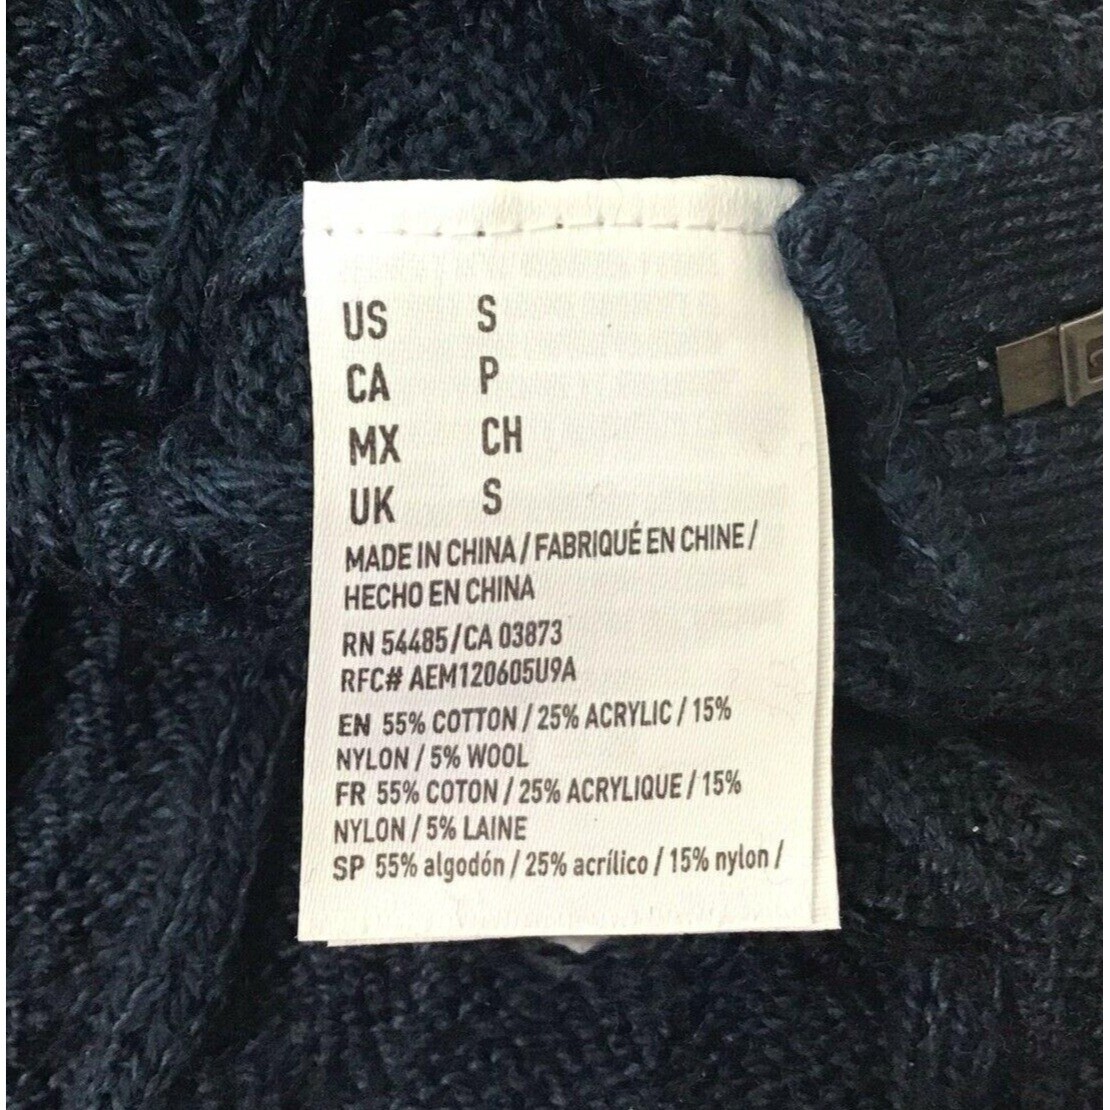 US S
CA P
MX CH
UK S
MADE IN CHINA / FABRIQUÉ EN CHINE /
HECHO EN CHINA
RN 54485/CA 03873
RFC# AEM120605U9A
EN 55% COTTON / 25% ACRYLIC / 15%
NYLON / 5% WOOL
FR 55% COTON / 25% ACRYLIQUE / 15%
NYLON / 5% LAINE
SP 55% algodón / 25% acrílico / 15% nylon /